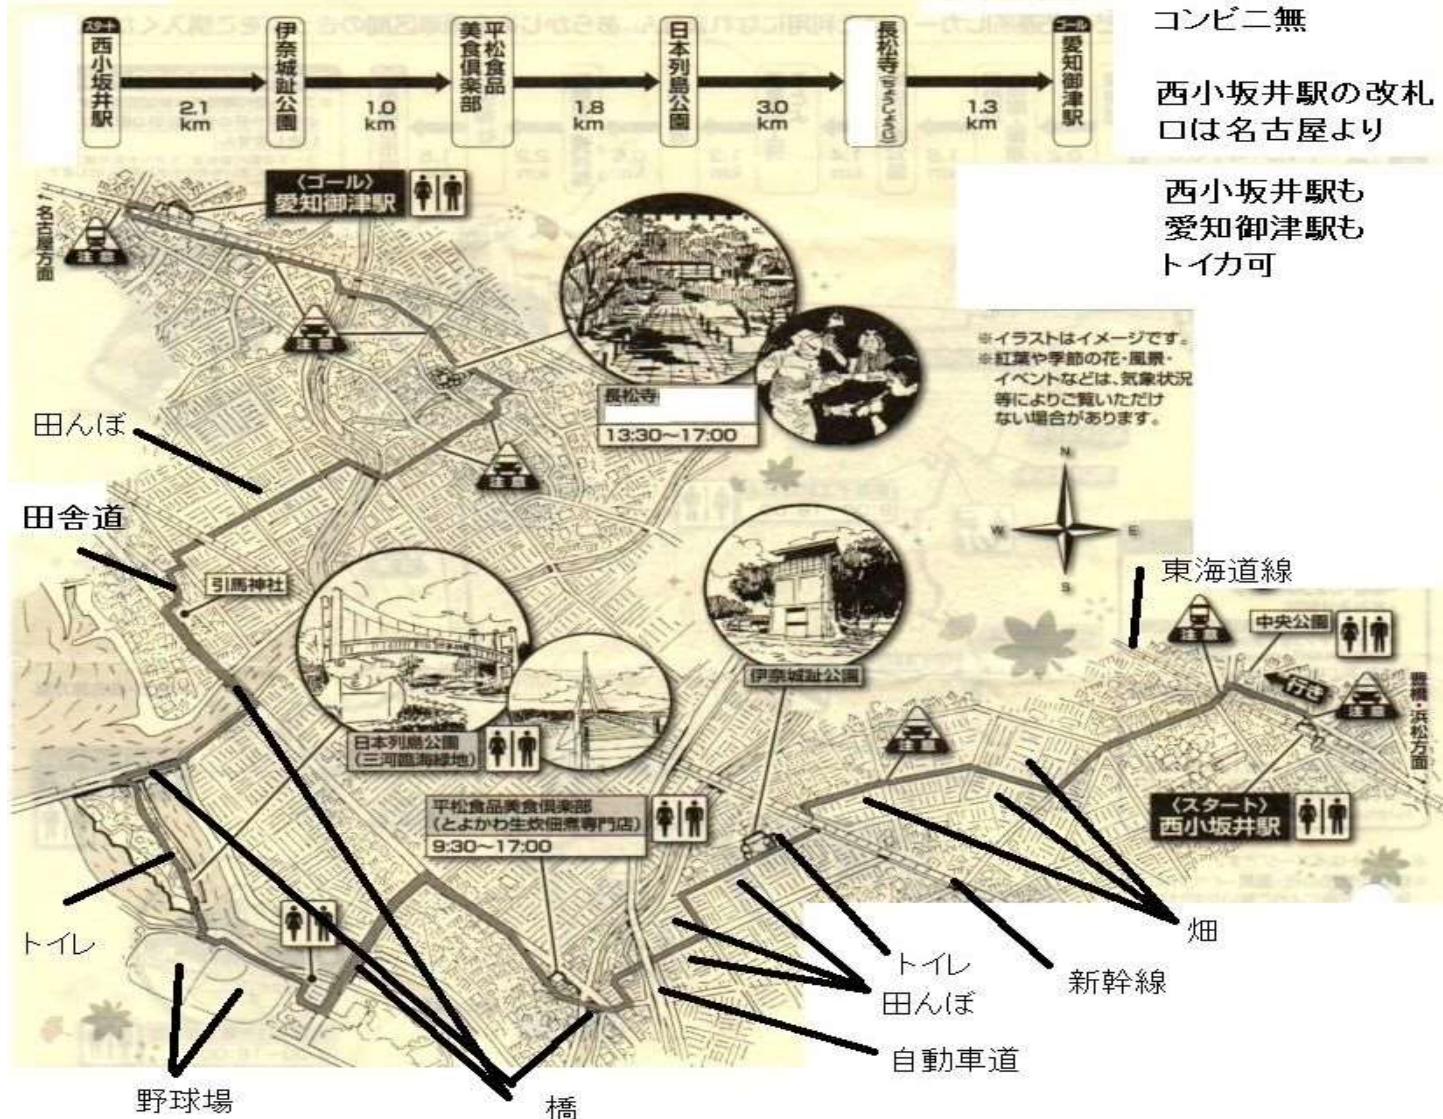 スタート
西小坂井駅
2.1
km
伊奈城趾公園
1.0
km
平松食品
美食倶楽部
1.8
km
日本列島公園
3.0
km
長松寺(ちょうしょうじ)
1.3
km
ゴール
愛知御津駅
コンビニ無
西小坂井駅の改札
口は名古屋より
西小坂井駅も
愛知御津駅も
トイカ可
〈ゴール〉
愛知御津駅
↑名古屋方面
注意
注意
長松寺
13:30～17:00
※イラストはイメージです。
※紅葉や季節の花・風景・
イベントなどは、気象状況
等によりご覧いただけ
ない場合があります。
田んぼ
注意
田舎道
N
W
E
S
引馬神社
東海道線
注意
中央公園
伊奈城趾公園
行き
注意
豊橋・浜松方面→
日本列島公園
(三河臨海緑地)
注意
平松食品美食倶楽部
(とよかわ生炊佃煮専門店)
9:30～17:00
〈スタート〉
西小坂井駅
トイレ
トイレ
田んぼ
新幹線
畑
自動車道
野球場
橋